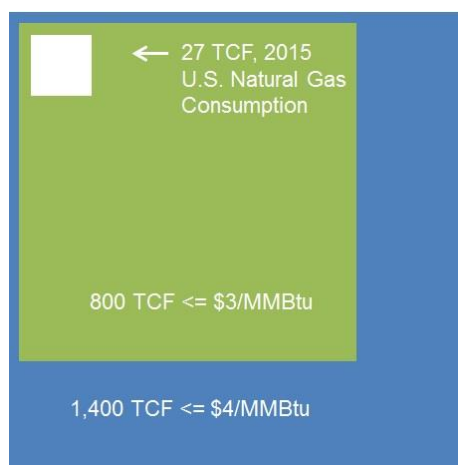 27 TCF, 2015
U.S. Natural Gas
Consumption
800 TCF <= $3/MMBtu
1,400 TCF <= $4/MMBtu